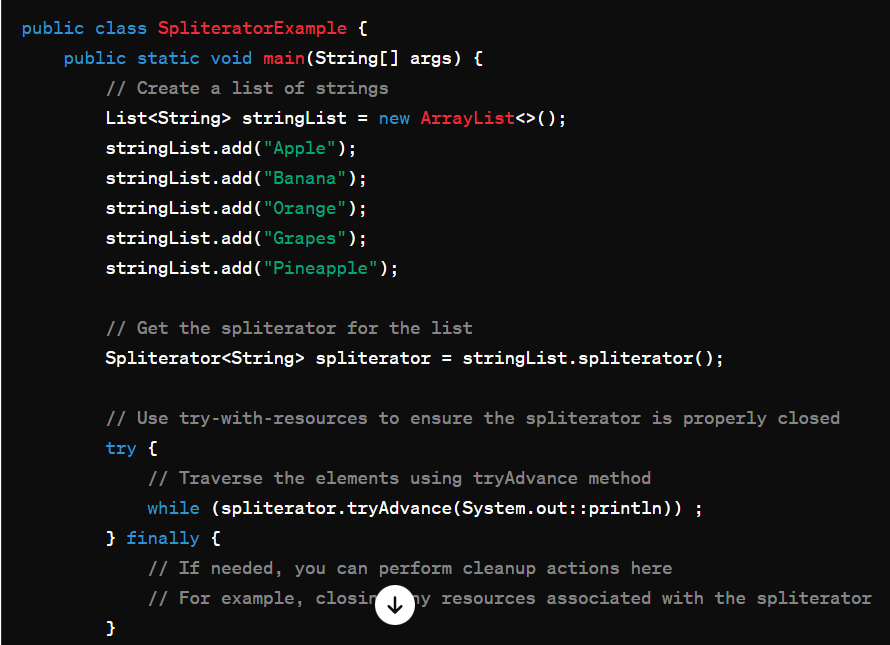 public class SpliteratorExample {
    public static void main(String[] args) {
        // Create a list of strings
        List<String> stringList = new ArrayList<>();
        stringList.add("Apple");
        stringList.add("Banana");
        stringList.add("Orange");
        stringList.add("Grapes");
        stringList.add("Pineapple");

        // Get the spliterator for the list
        Spliterator<String> spliterator = stringList.spliterator();

        // Use try-with-resources to ensure the spliterator is properly closed
        try {
            // Traverse the elements using tryAdvance method
            while (spliterator.tryAdvance(System.out::println)) ;
        } finally {
            // If needed, you can perform cleanup actions here
            // For example, resources associated with the spliterator
        }